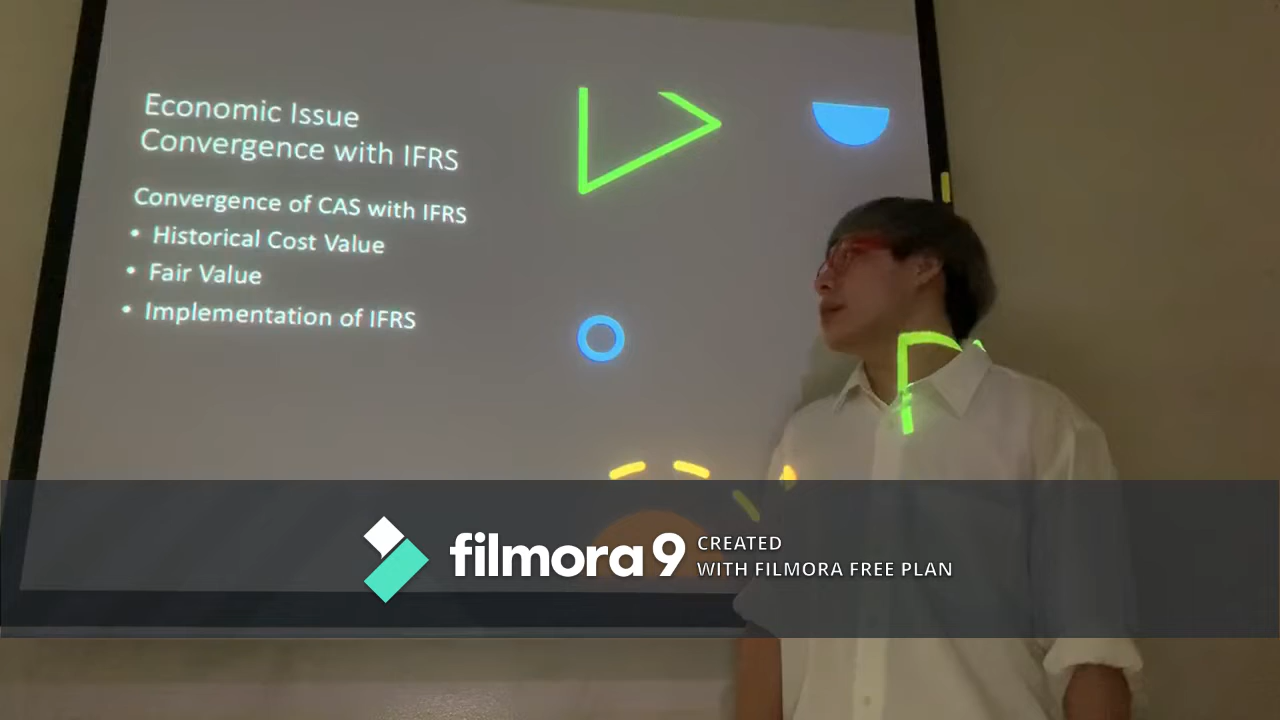 Economic Issue
Convergence with IFRS
Convergence of CAS with IFRS
• Historical Cost Value
• Fair Value
• Implementation of IFRS
filmora9
CREATED
WITH FILMORA FREE PLAN